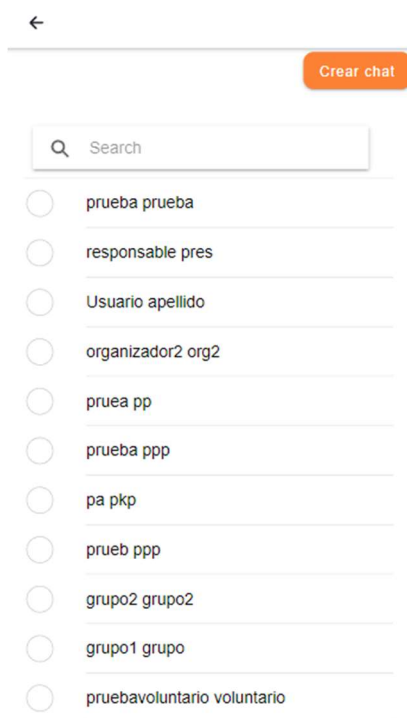 Crear chat
Search
prueba prueba
responsable pres
Usuario apellido
organizador2 org2
pruea pp
prueba ppp
pa pkp
prueb ppp
grupo2 grupo2
grupo1 grupo
pruebavoluntario voluntario